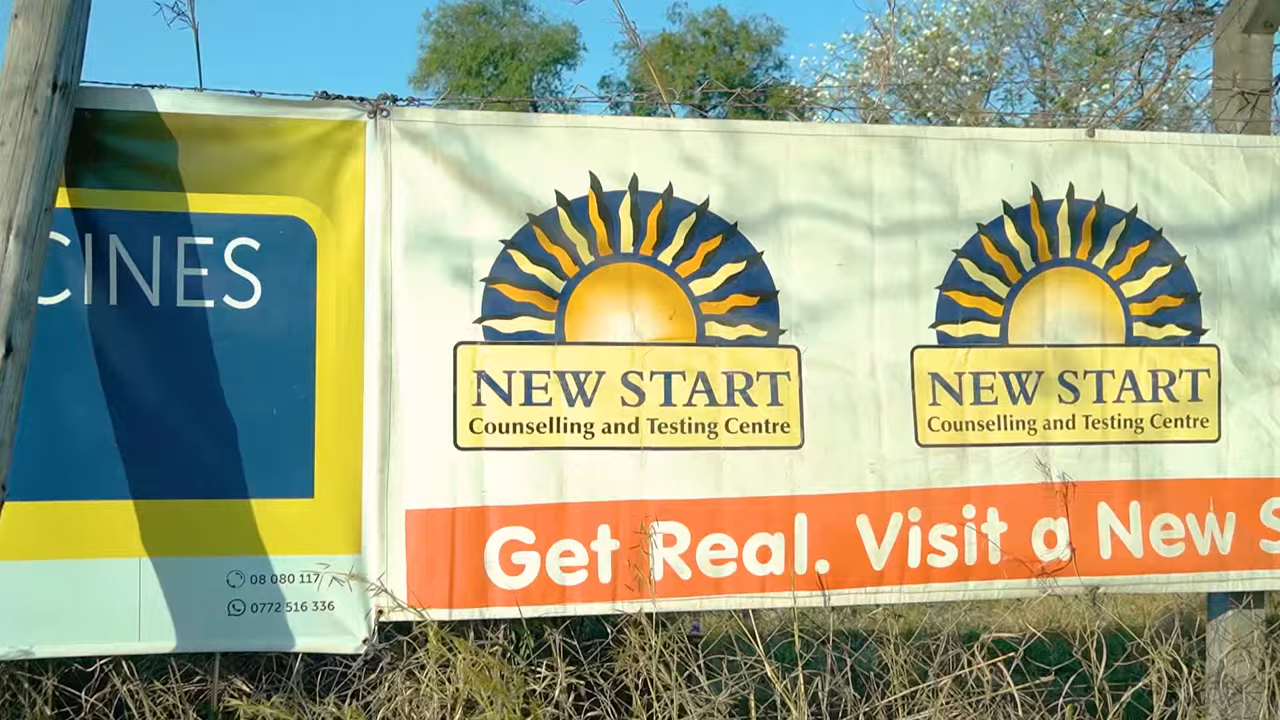 CINES
08 080 117
0772 516 336
NEW START
Counselling and Testing Centre
NEW START
Counselling and Testing Centre
Get Real. Visit a New S